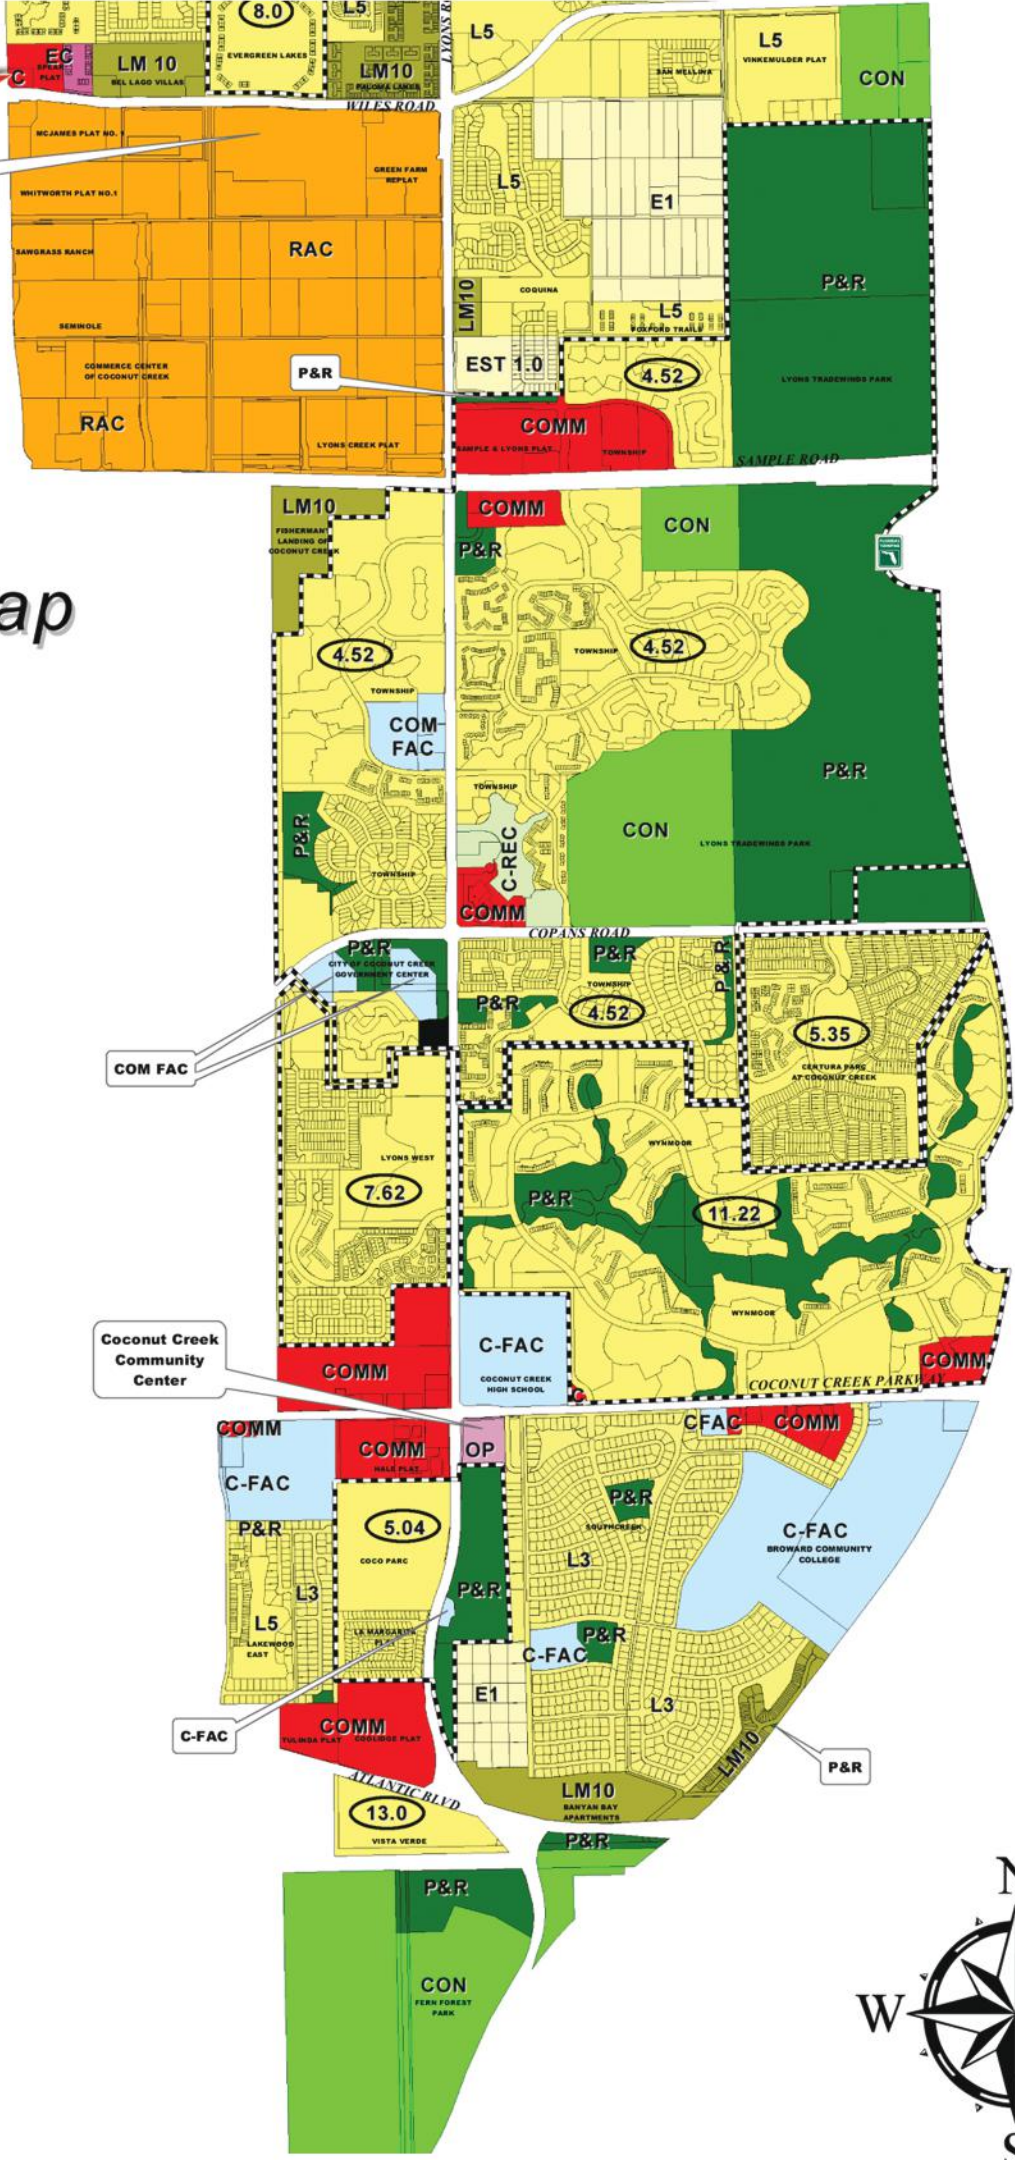 8.0
L5
LYONS R
EVERGREEN LAKES
L5
L5
VINKEMULDER PLAT
EC
SPEAR
PLAT
C
LM 10
BEL LAGO VILLAS
LM10
PALOMA LAKES
SAN MELLINA
CON
WILES ROAD
MCJAMES PLAT NO. 1
GREEN FARM
REPLAT
WHITWORTH PLAT NO.1
L5
E1
SAWGRASS RANCH
RAC
P&R
COQUINA
LM10
L5
FOXFORD TRAILS
SEMINOLE
COMMERCE CENTER
OF COCONUT CREEK
P&R
EST 1.0
4.52
LYONS TRADEWINDS PARK
RAC
LYONS CREEK PLAT
COMM
SAMPLE & LYONS PLAT
TOWNSHIP
SAMPLE ROAD
LM10
FISHERMAN'
LANDING OF
COCONUT CREEK
COMM
P&R
CON
ap
4.52
TOWNSHIP
TOWNSHIP
4.52
COM
FAC
P&R
TOWNSHIP
P&R
CON
LYONS TRADEWINDS PARK
C-REC
TOWNSHIP
COMM
COPANS ROAD
P&R
CITY OF COCONUT CREEK
GOVERNMENT CENTER
P&R
TOWNSHIP
P&R
P&R
4.52
5.35
COM FAC
CENTURA PARC
AT COCONUT CREEK
WYNMOOR
LYONS WEST
7.62
P&R
11.22
WYNMOOR
Coconut Creek
Community
Center
C-FAC
COCONUT CREEK
HIGH SCHOOL
COMM
C
COMM
COCONUT CREEK PARKWAY
COMM
COMM
HALE PLAT
OP
CFAC
COMM
C-FAC
P&R
5.04
COCO PARC
P&R
SOUTHCREEK
C-FAC
BROWARD COMMUNITY
COLLEGE
L3
L3
P&R
L5
LAKEWOOD
EAST
LA MARGARITA
PLAT
C-FAC
P&R
E1
L3
C-FAC
COMM
TULINDA PLAT
COOLIDGE PLAT
LM10
P&R
ATLANTIC BLVD
LM10
BANYAN BAY
APARTMENTS
13.0
VISTA VERDE
P&R
P&R
N
CON
FERN FOREST
PARK
W
S